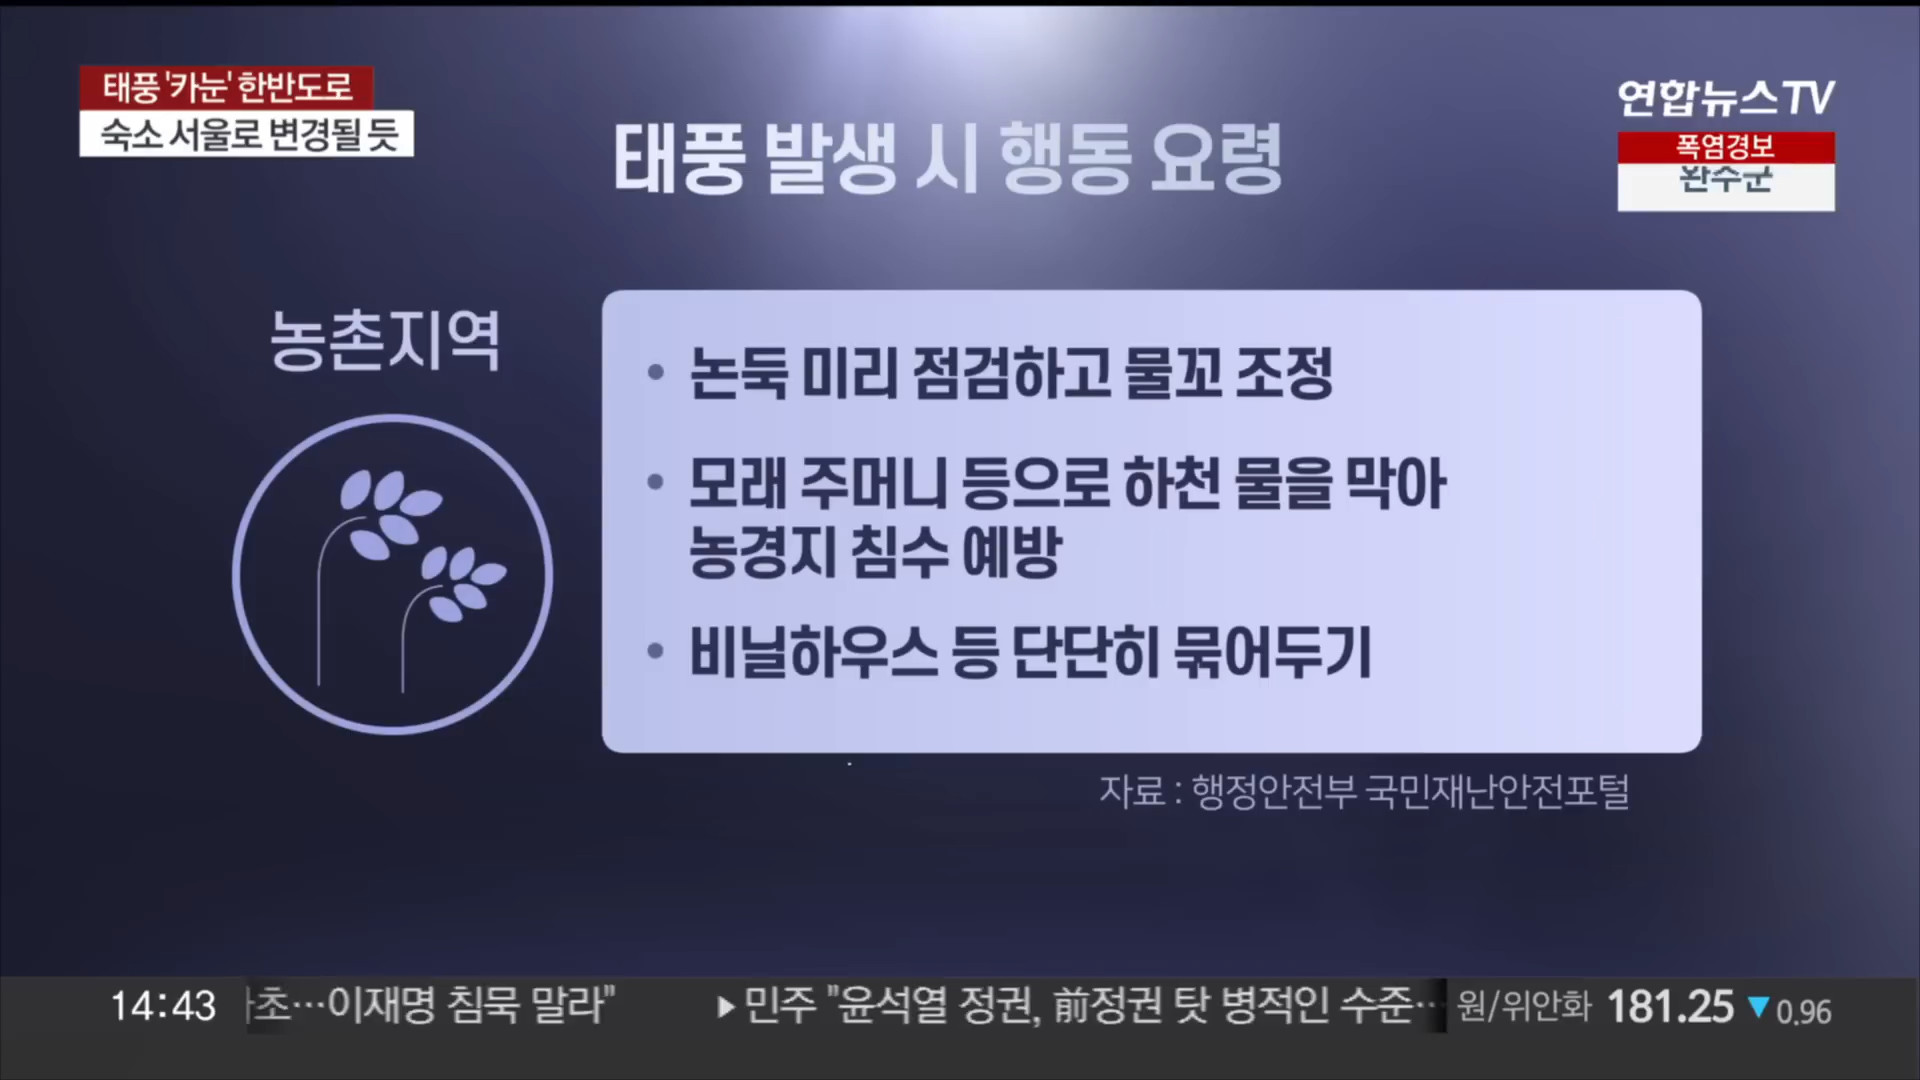 태풍 '카눈' 한반도로
숙소 서울로 변경될 듯
연합뉴스TV
폭염경보
완주군
태풍 발생 시 행동 요령
농촌지역
• 논둑 미리 점검하고 물꼬 조정
• 모래 주머니 등으로 하천 물을 막아
농경지 침수 예방
• 비닐하우스 등 단단히 묶어두기
자료 : 행정안전부 국민재난안전포털
14:43 초…이재명 침묵 말라" ▶민주 "윤석열 정권, 前정권 탓 병적인 수준… 원/위안화 181.25 ▼0.96